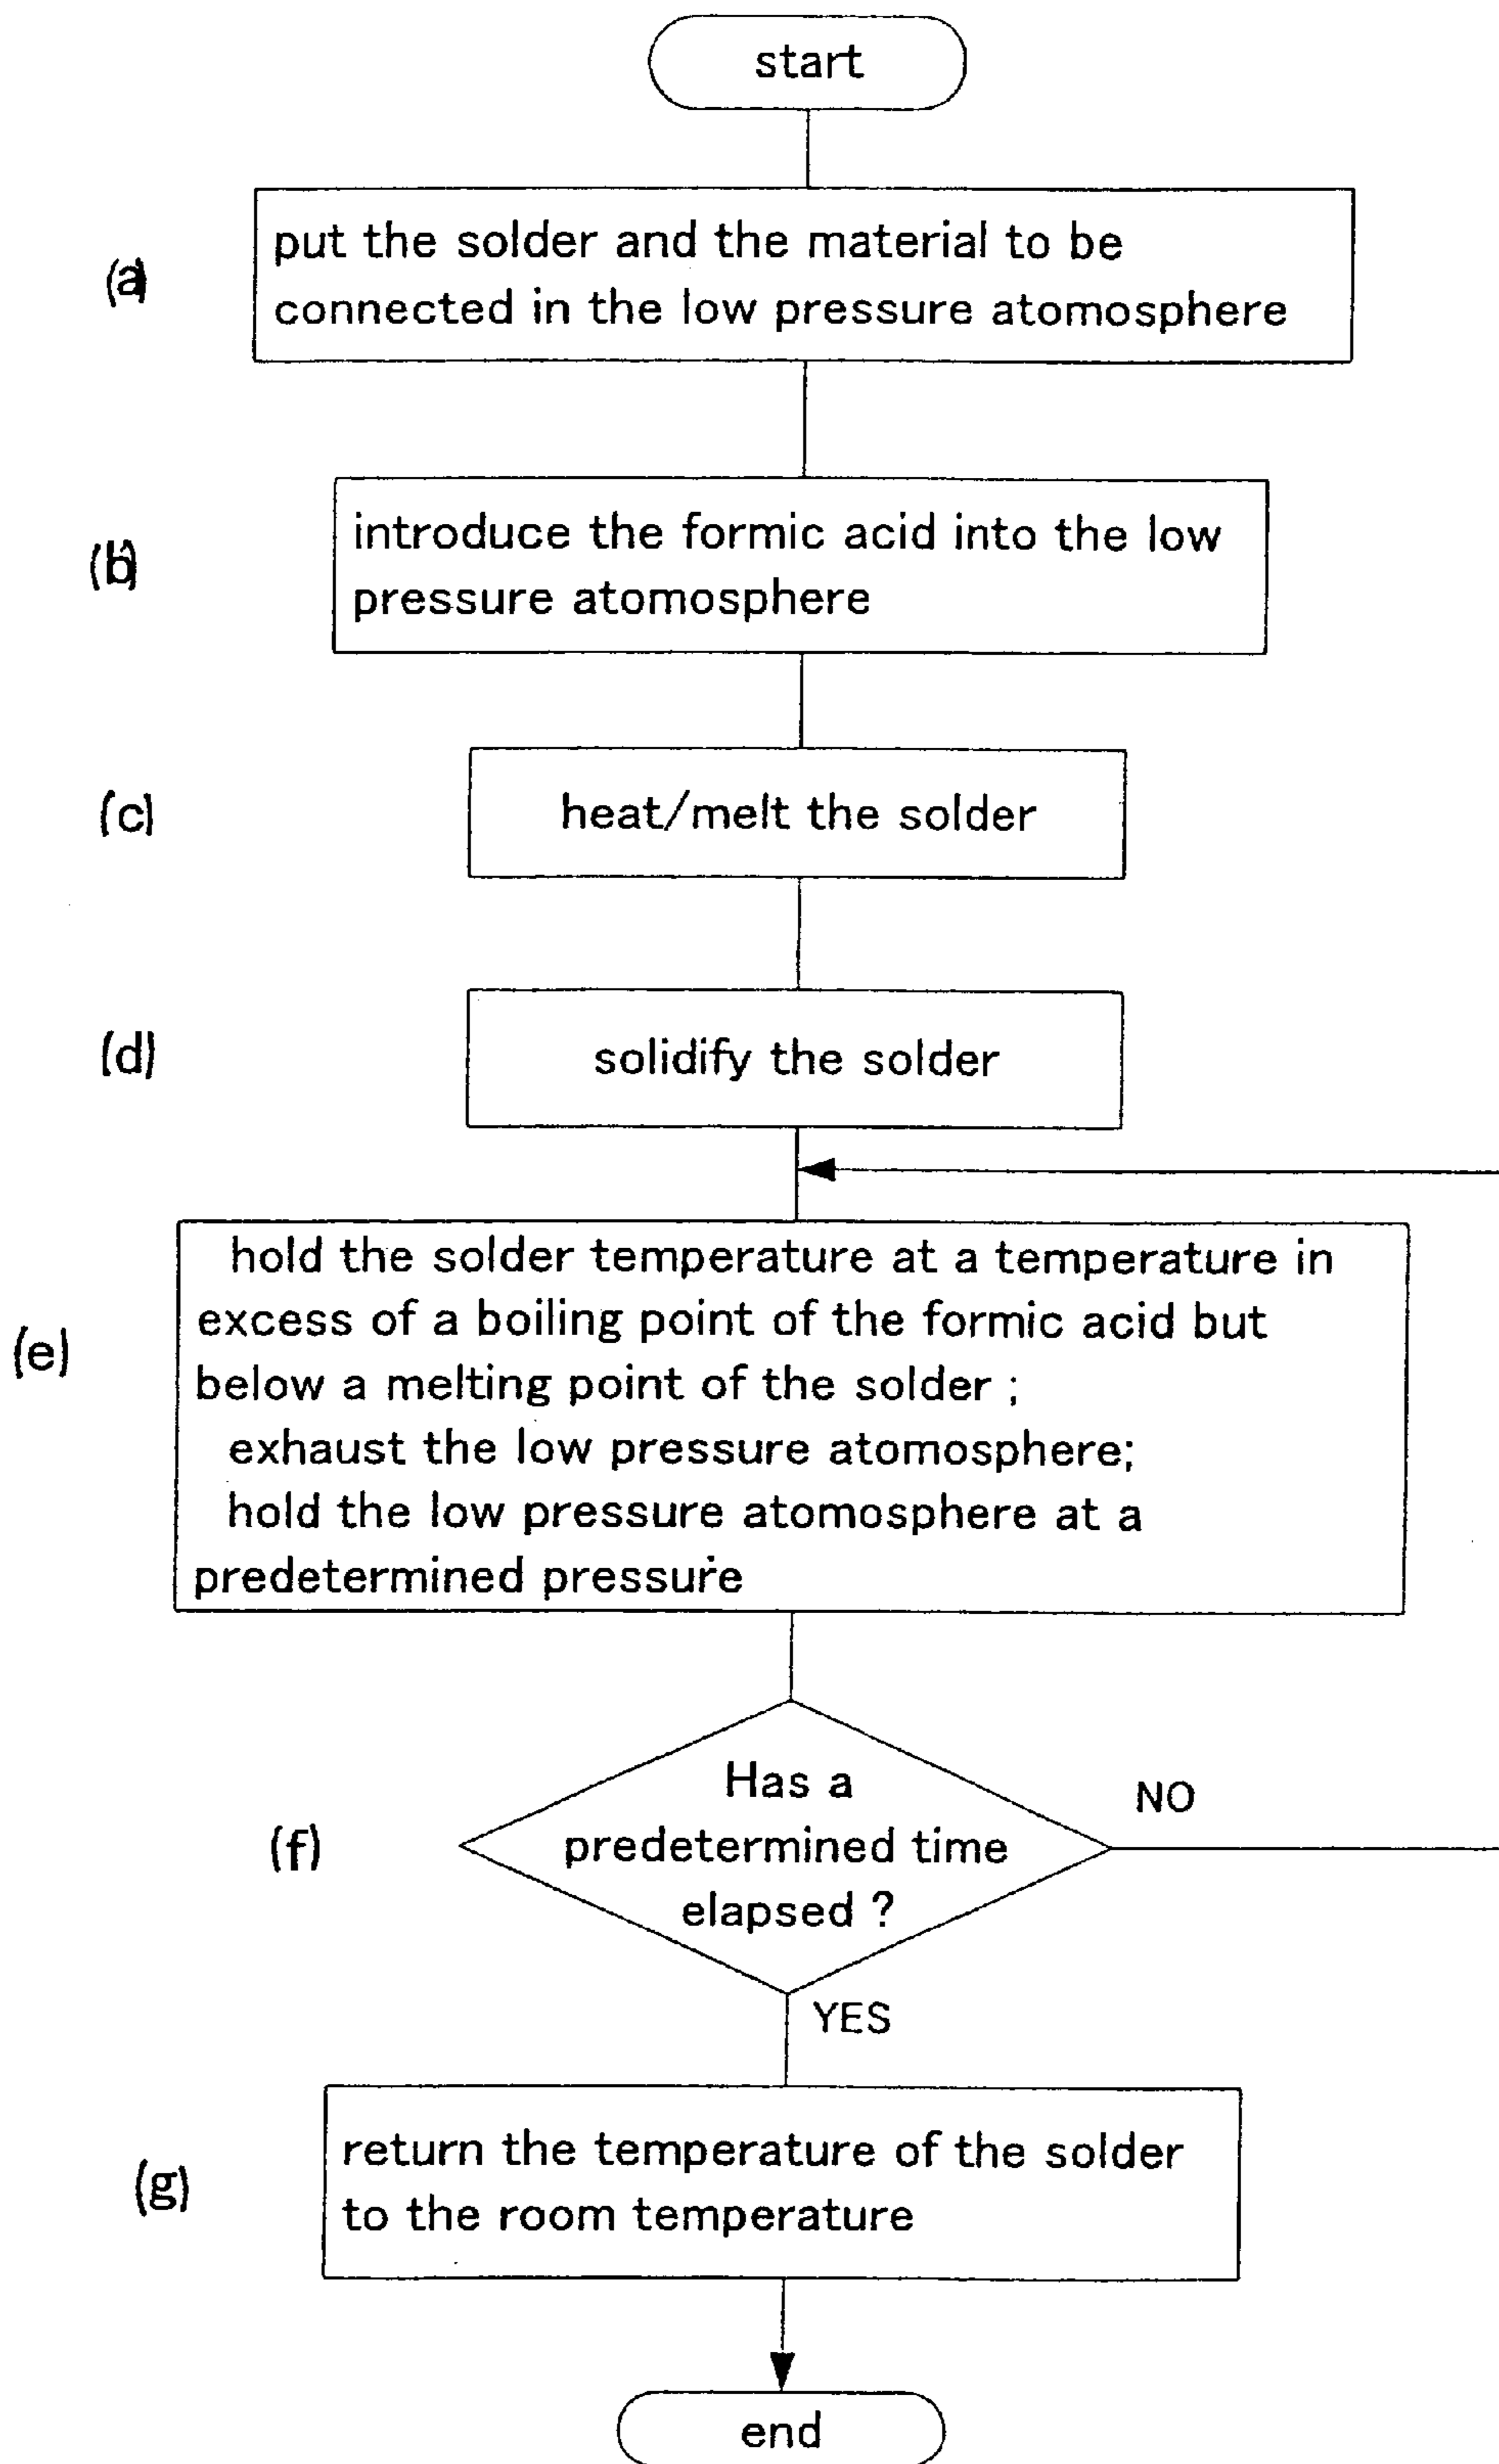 start
(a)
put the solder and the material to be
connected in the low pressure atomosphere
(b)
introduce the formic acid into the low
pressure atomosphere
(c)
heat/melt the solder
(d)
solidify the solder
(e)
hold the solder temperature at a temperature in
excess of a boiling point of the formic acid but
below a melting point of the solder ;
exhaust the low pressure atomosphere;
hold the low pressure atomosphere at a
predetermined pressure
(f)
Has a
predetermined time
elapsed ?
NO
YES
(g)
return the temperature of the solder
to the room temperature
end